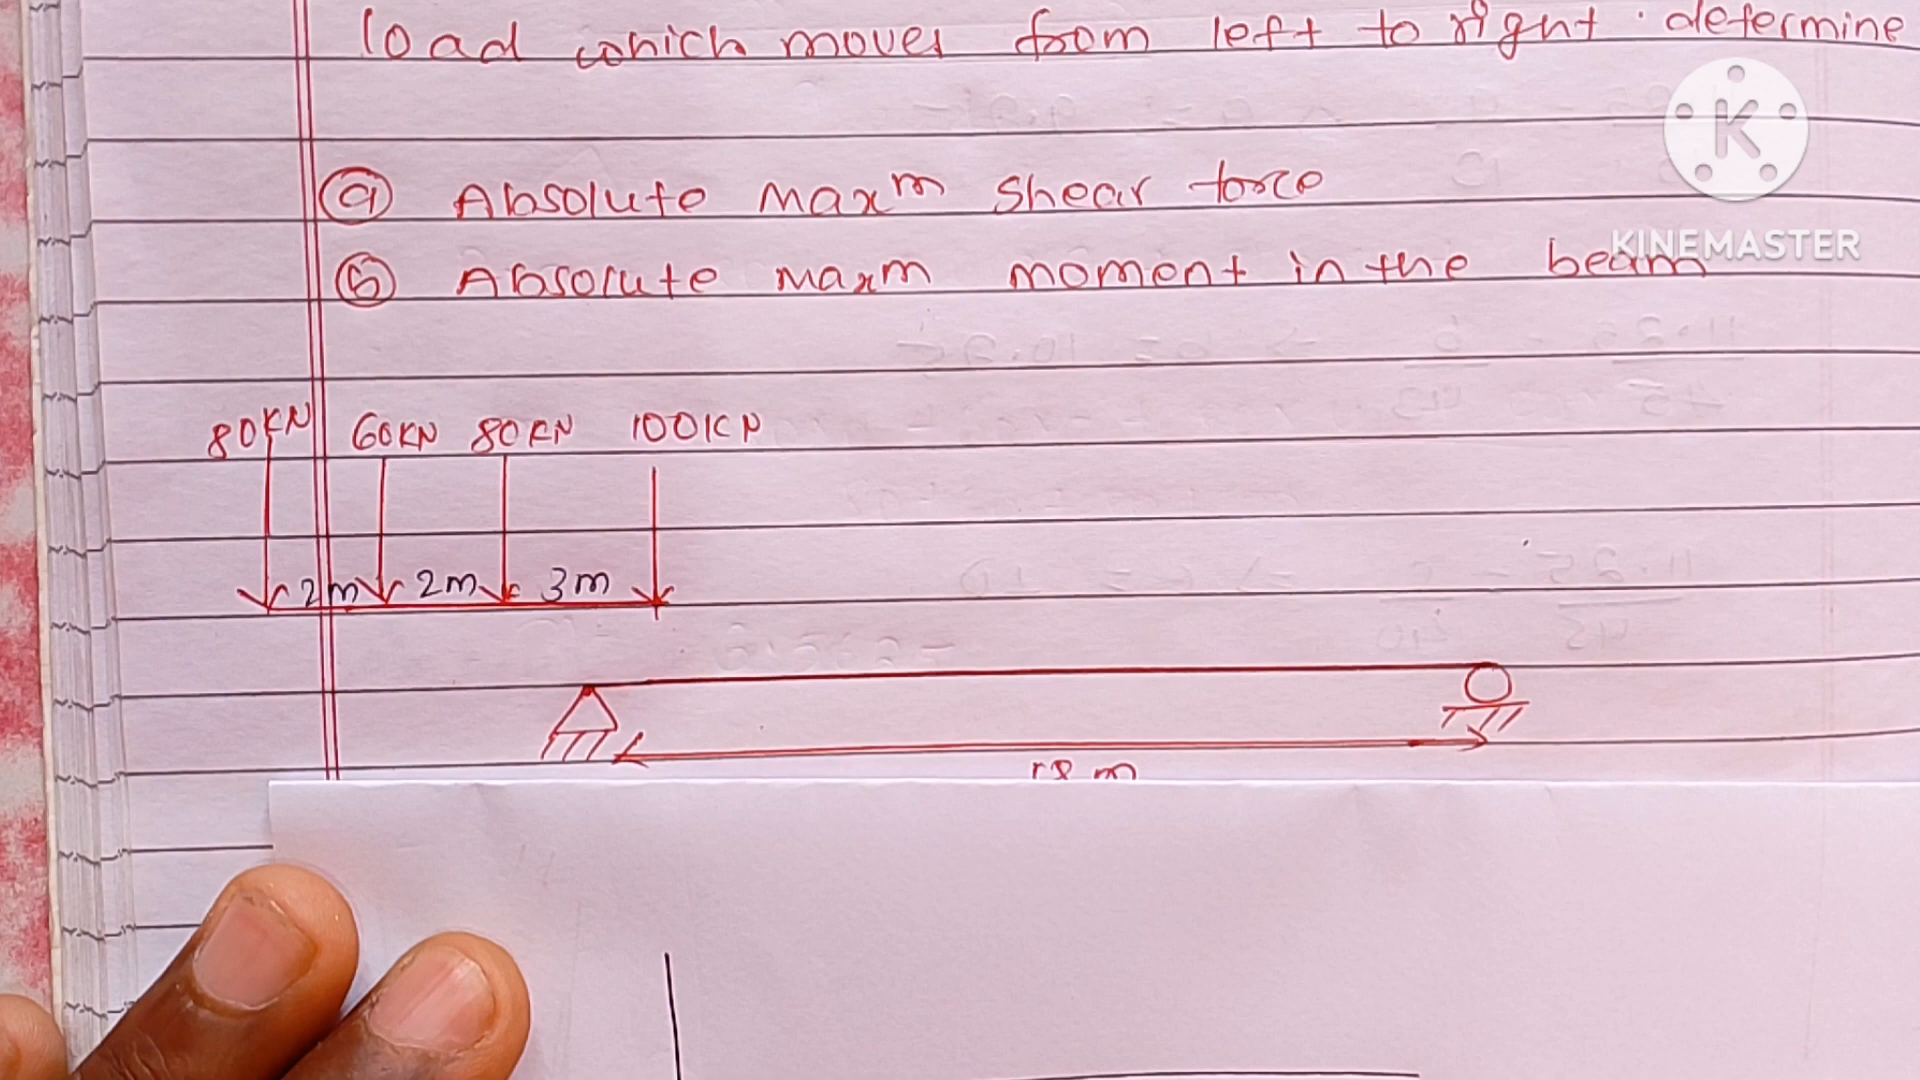 load which moves from left to right . determine
K
KINEMASTER
(a) Absolute maxm shear force
(b) Absolute maxm moment in the beam
80KN 60KN 80KN 100KN
2m 2m 3m
18 m